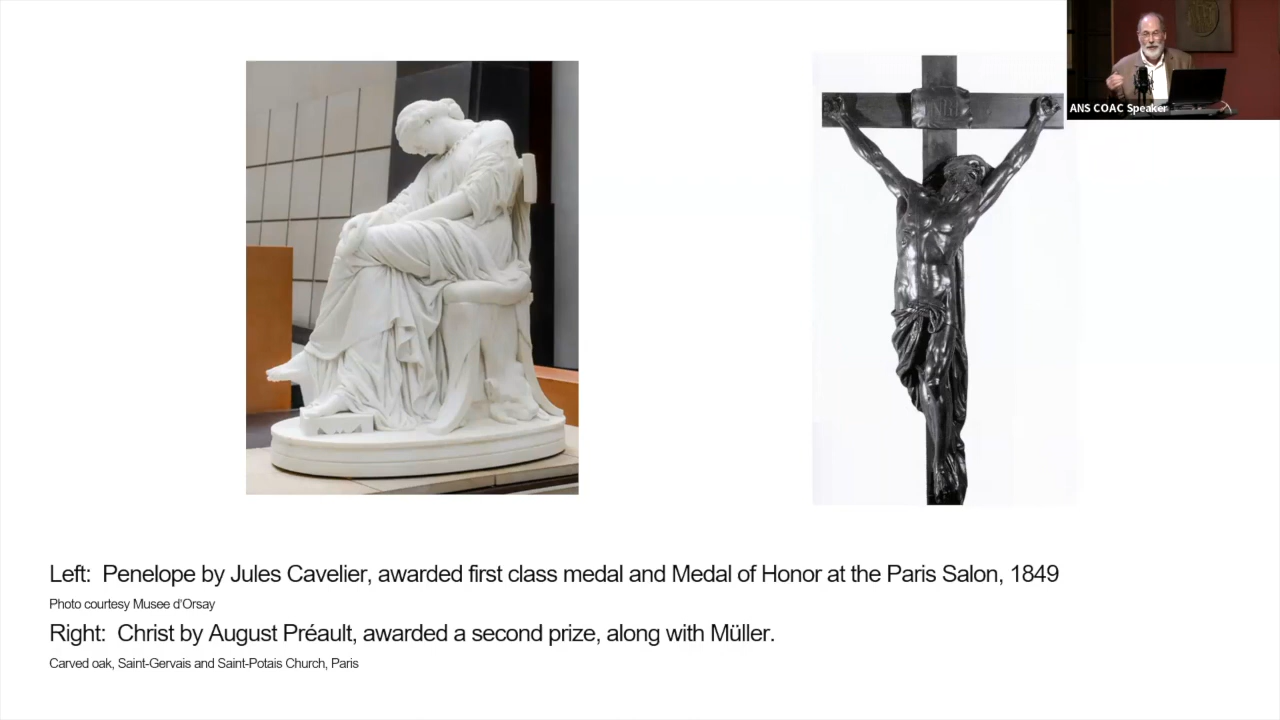 INRI
ANS COAC Speaker
Left:  Penelope by Jules Cavelier, awarded first class medal and Medal of Honor at the Paris Salon, 1849
Photo courtesy Musee d'Orsay
Right:  Christ by August Préault, awarded a second prize, along with Müller.
Carved oak, Saint-Gervais and Saint-Potais Church, Paris